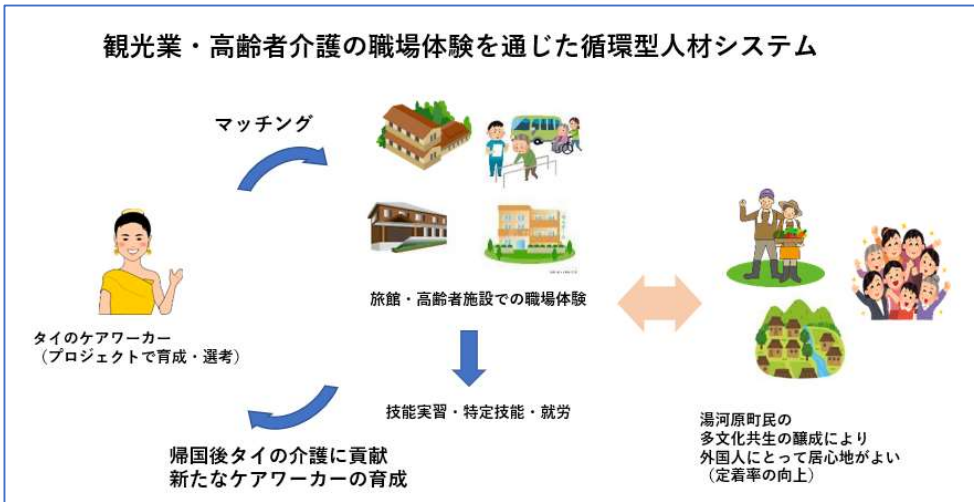 観光業・高齢者介護の職場体験を通じた循環型人材システム
マッチング
旅館・高齢者施設での職場体験
タイのケアワーカー
（プロジェクトで育成・選考）
技能実習・特定技能・就労
帰国後タイの介護に貢献
新たなケアワーカーの育成
湯河原町民の
多文化共生の醸成により
外国人にとって居心地がよい
（定着率の向上）